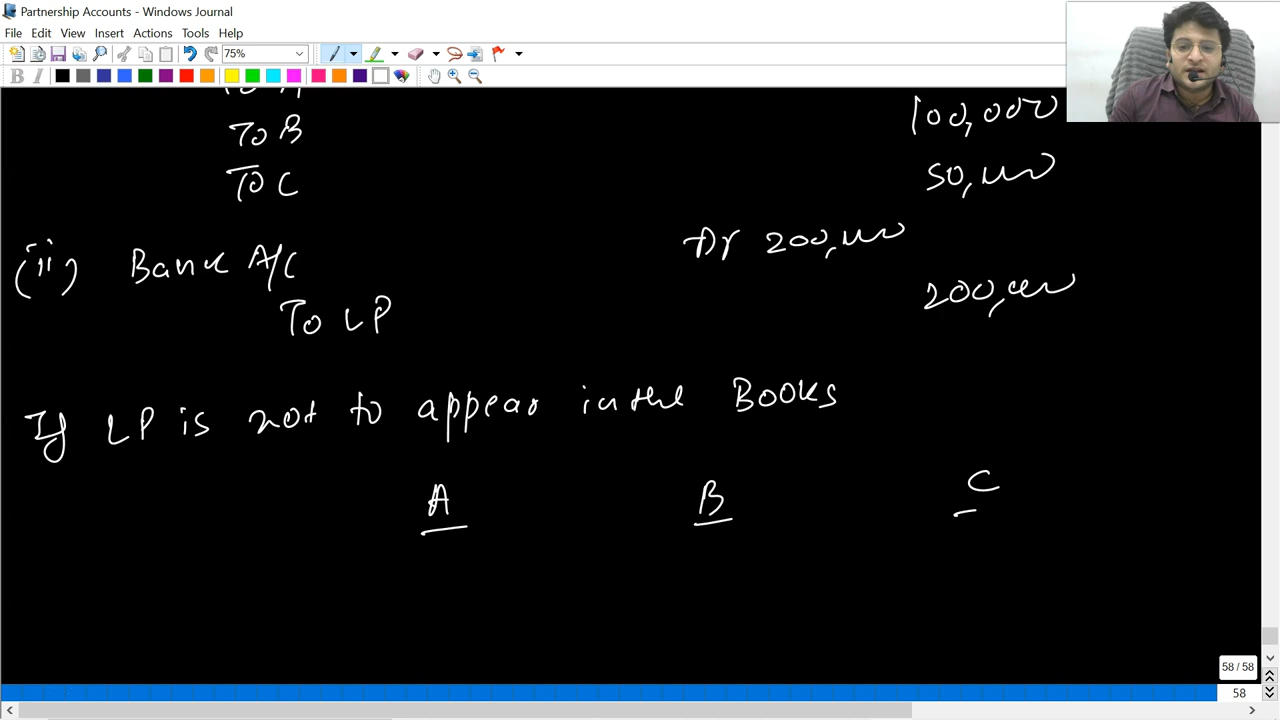 Partnership Accounts - Windows Journal
File Edit View Insert Actions Tools Help
75%
To A
To B 100,000
To C 50,000
(ii) Bank A/C Dr 200,000
To LP 200,000
If LP is not to appear in the Books
A B C
58 / 58
58